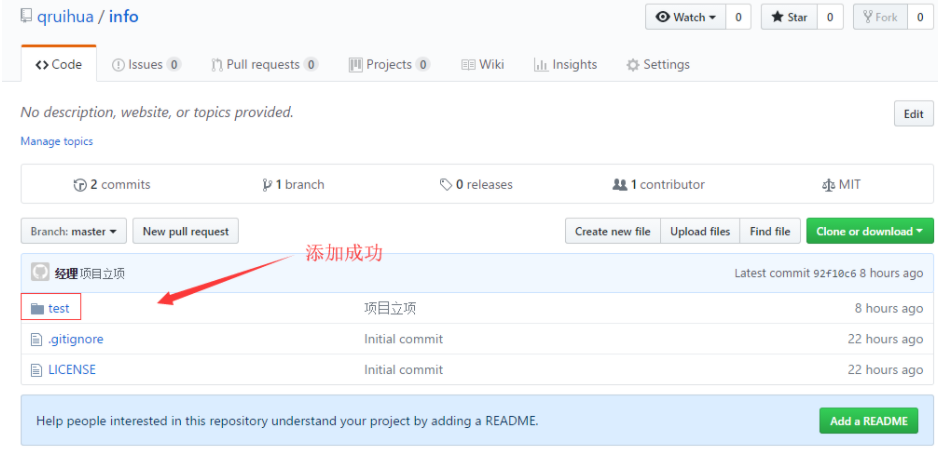 qruihua / info
Watch 0 Star 0 Fork 0
Code Issues 0 Pull requests 0 Projects 0 Wiki Insights Settings
No description, website, or topics provided. Edit
Manage topics
2 commits 1 branch 0 releases 1 contributor MIT
Branch: master New pull request Create new file Upload files Find file Clone or download
添加成功
经理 项目立项 Latest commit 92f10c6 8 hours ago
test 项目立项 8 hours ago
.gitignore Initial commit 22 hours ago
LICENSE Initial commit 22 hours ago
Help people interested in this repository understand your project by adding a README. Add a README